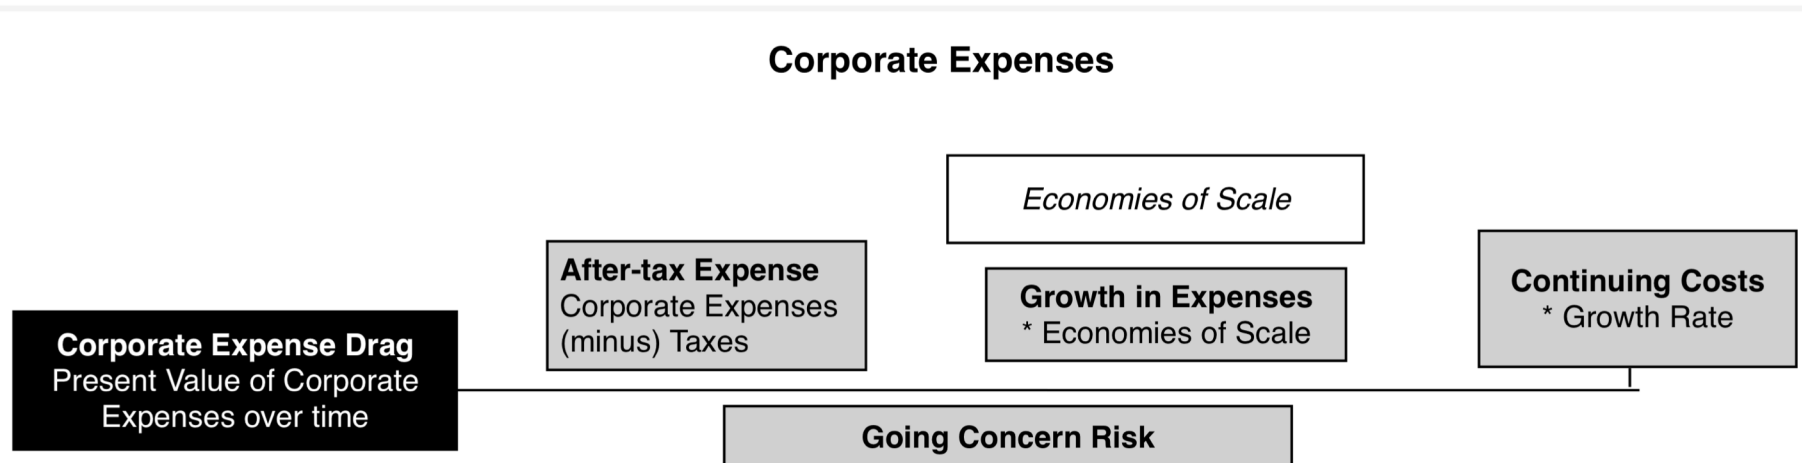 Corporate Expenses
Economies of Scale
After-tax Expense
Corporate Expenses
(minus) Taxes
Growth in Expenses
* Economies of Scale
Continuing Costs
* Growth Rate
Corporate Expense Drag
Present Value of Corporate
Expenses over time
Going Concern Risk